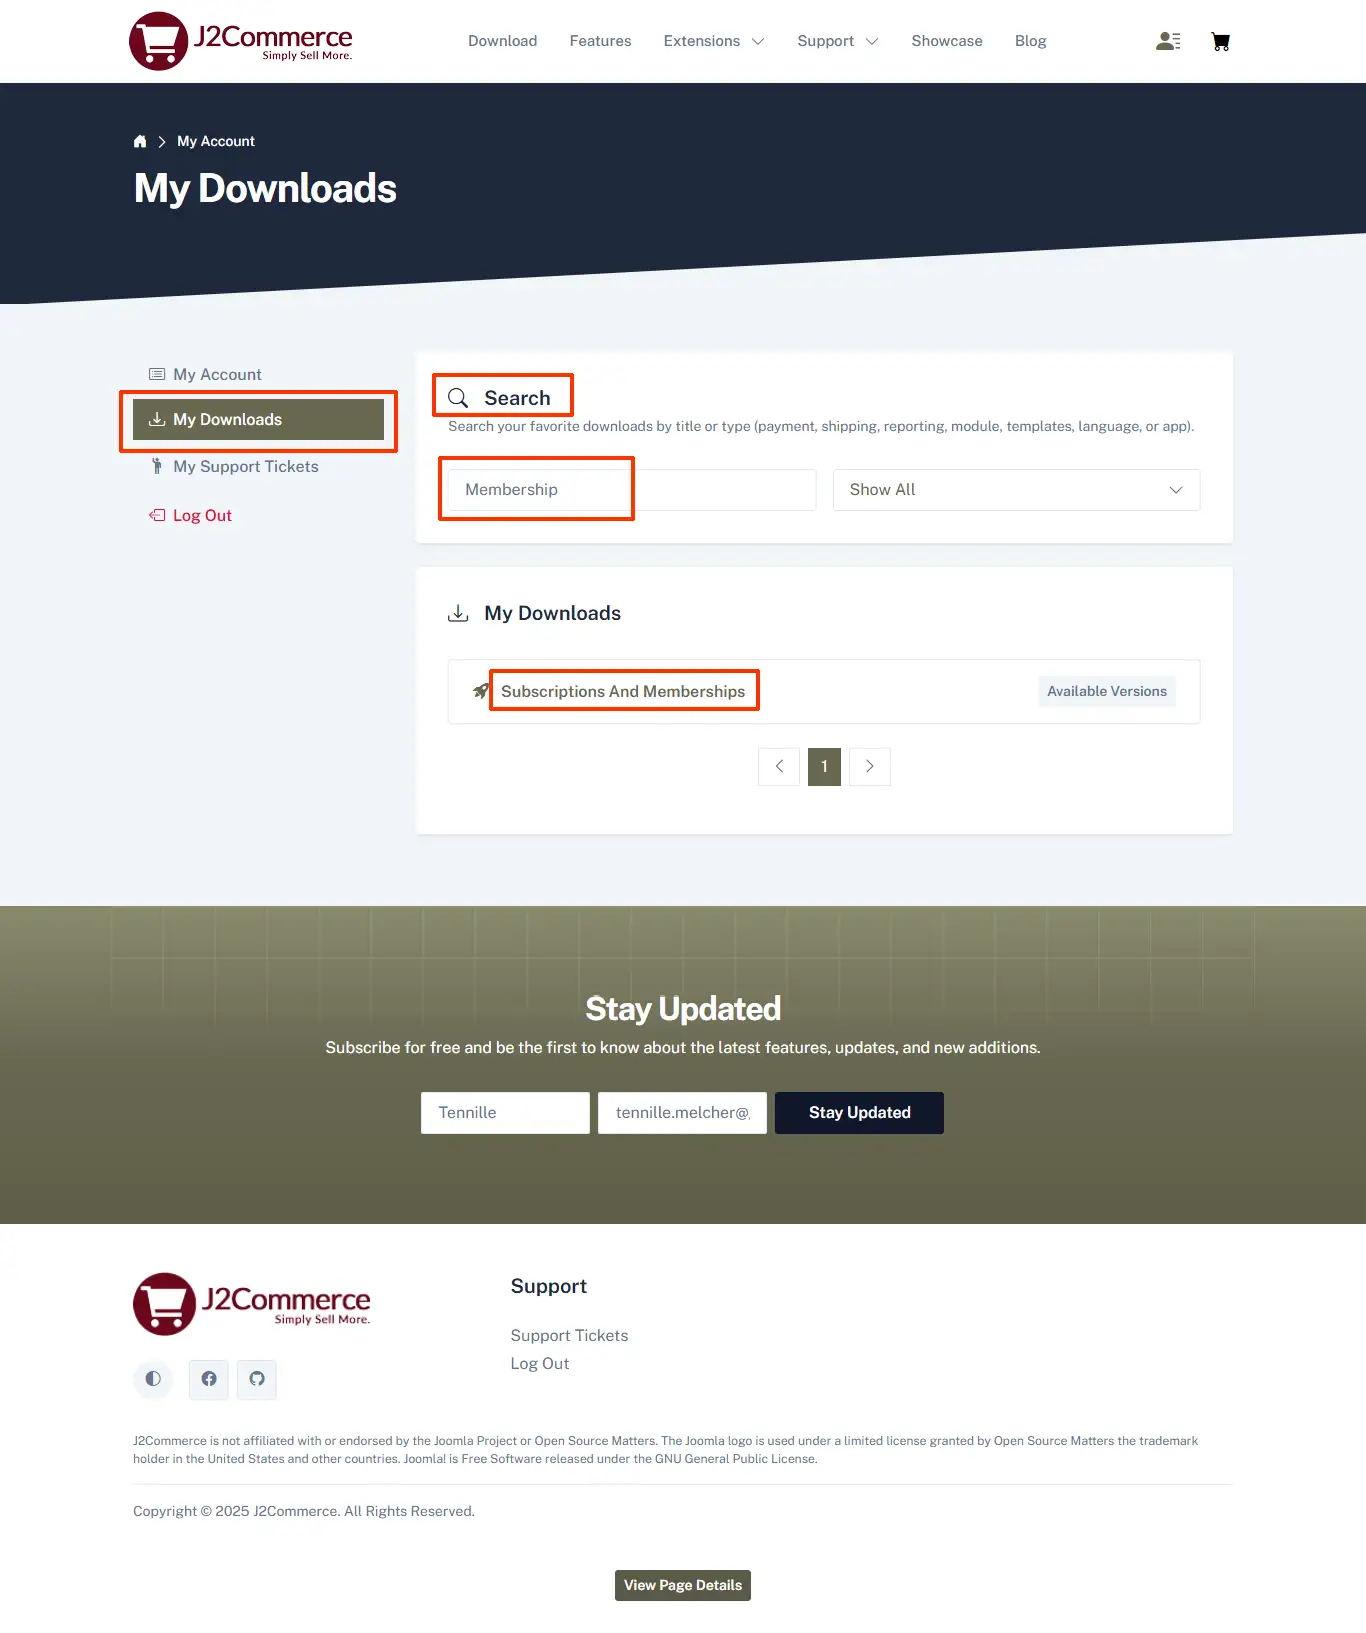 J2Commerce
Simply Sell More.
Download Features Extensions Support Showcase Blog
My Account
My Downloads
My Account
My Downloads
My Support Tickets
Log Out
Search
Search your favorite downloads by title or type (payment, shipping, reporting, module, templates, language, or app).
Membership
Show All
My Downloads
Subscriptions And Memberships
Available Versions
1
Stay Updated
Subscribe for free and be the first to know about the latest features, updates, and new additions.
Tennille
tennille.melcher@
Stay Updated
J2Commerce
Simply Sell More.
Support
Support Tickets
Log Out
J2Commerce is not affiliated with or endorsed by the Joomla Project or Open Source Matters. The Joomla logo is used under a limited license granted by Open Source Matters the trademark
holder in the United States and other countries. Joomla! is Free Software released under the GNU General Public License.
Copyright © 2025 J2Commerce. All Rights Reserved.
View Page Details